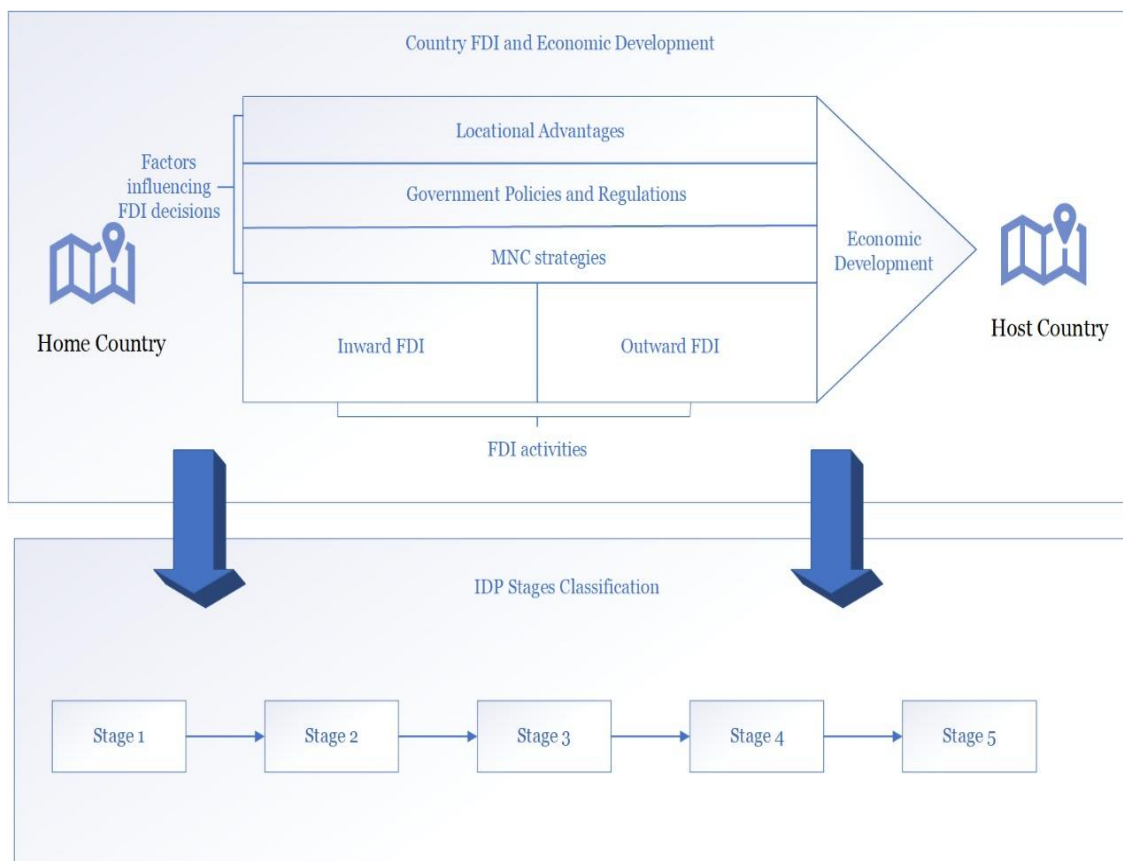 Country FDI and Economic Development
Locational Advantages
Factors
influencing
FDI decisions
Government Policies and Regulations
MNC strategies
Economic
Development
Home Country
Host Country
Inward FDI
Outward FDI
FDI activities
IDP Stages Classification
Stage 1
Stage 2
Stage 3
Stage 4
Stage 5